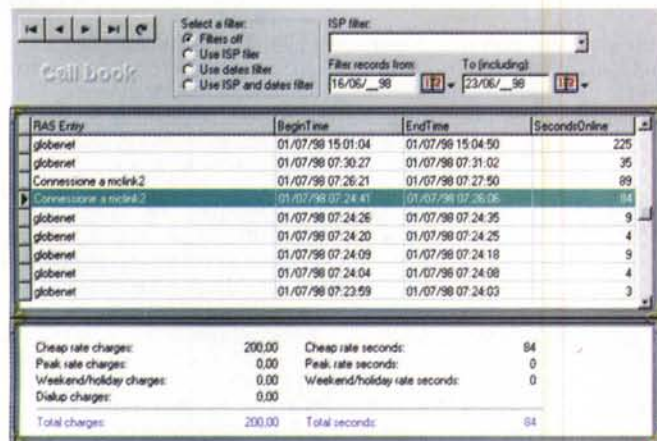 Select a filter:
Filters off
Use ISP filer
Use dates filter
Use ISP and dates filter
ISP filter:
Filter records from:
To (including):
16/06/__98
23/06/__98
Call book
RAS Entry BeginTime EndTime SecondsOnline
globenet 01/07/98 15:01:04 01/07/98 15:04:50 225
globenet 01/07/98 07:30:27 01/07/98 07:31:02 35
Connessione a mclink2 01/07/98 07:26:21 01/07/98 07:27:50 89
Connessione a mclink2 01/07/98 07:24:41 01/07/98 07:26:06 84
globenet 01/07/98 07:24:26 01/07/98 07:24:35 9
globenet 01/07/98 07:24:20 01/07/98 07:24:25 4
globenet 01/07/98 07:24:09 01/07/98 07:24:18 9
globenet 01/07/98 07:24:04 01/07/98 07:24:08 4
globenet 01/07/98 07:23:59 01/07/98 07:24:03 3
Cheap rate charges: 200,00 Cheap rate seconds: 84
Peak rate charges: 0,00 Peak rate seconds: 0
Weekend/holiday charges: 0,00 Weekend/holiday rate seconds: 0
Dialup charges: 0,00
Total charges: 200,00 Total seconds: 84